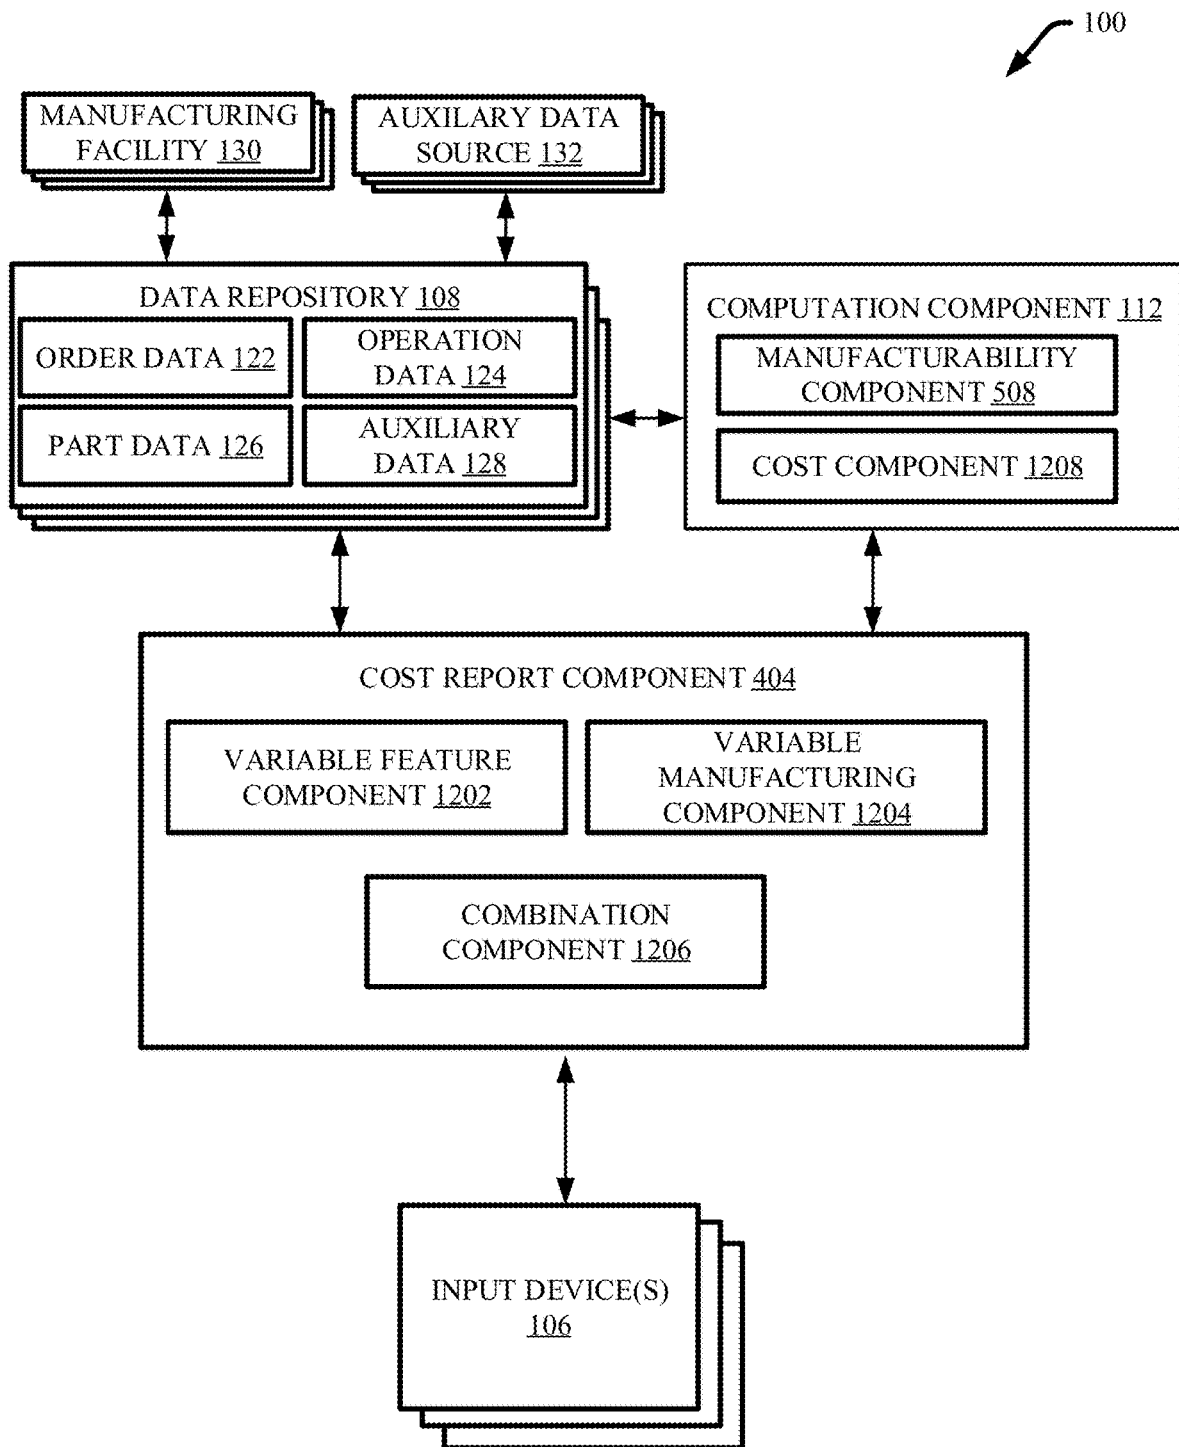 100
MANUFACTURING
FACILITY 130
AUXILARY DATA
SOURCE 132
DATA REPOSITORY 108
ORDER DATA 122
OPERATION
DATA 124
PART DATA 126
AUXILIARY
DATA 128
COMPUTATION COMPONENT 112
MANUFACTURABILITY
COMPONENT 508
COST COMPONENT 1208
COST REPORT COMPONENT 404
VARIABLE FEATURE
COMPONENT 1202
VARIABLE
MANUFACTURING
COMPONENT 1204
COMBINATION
COMPONENT 1206
INPUT DEVICE(S)
106